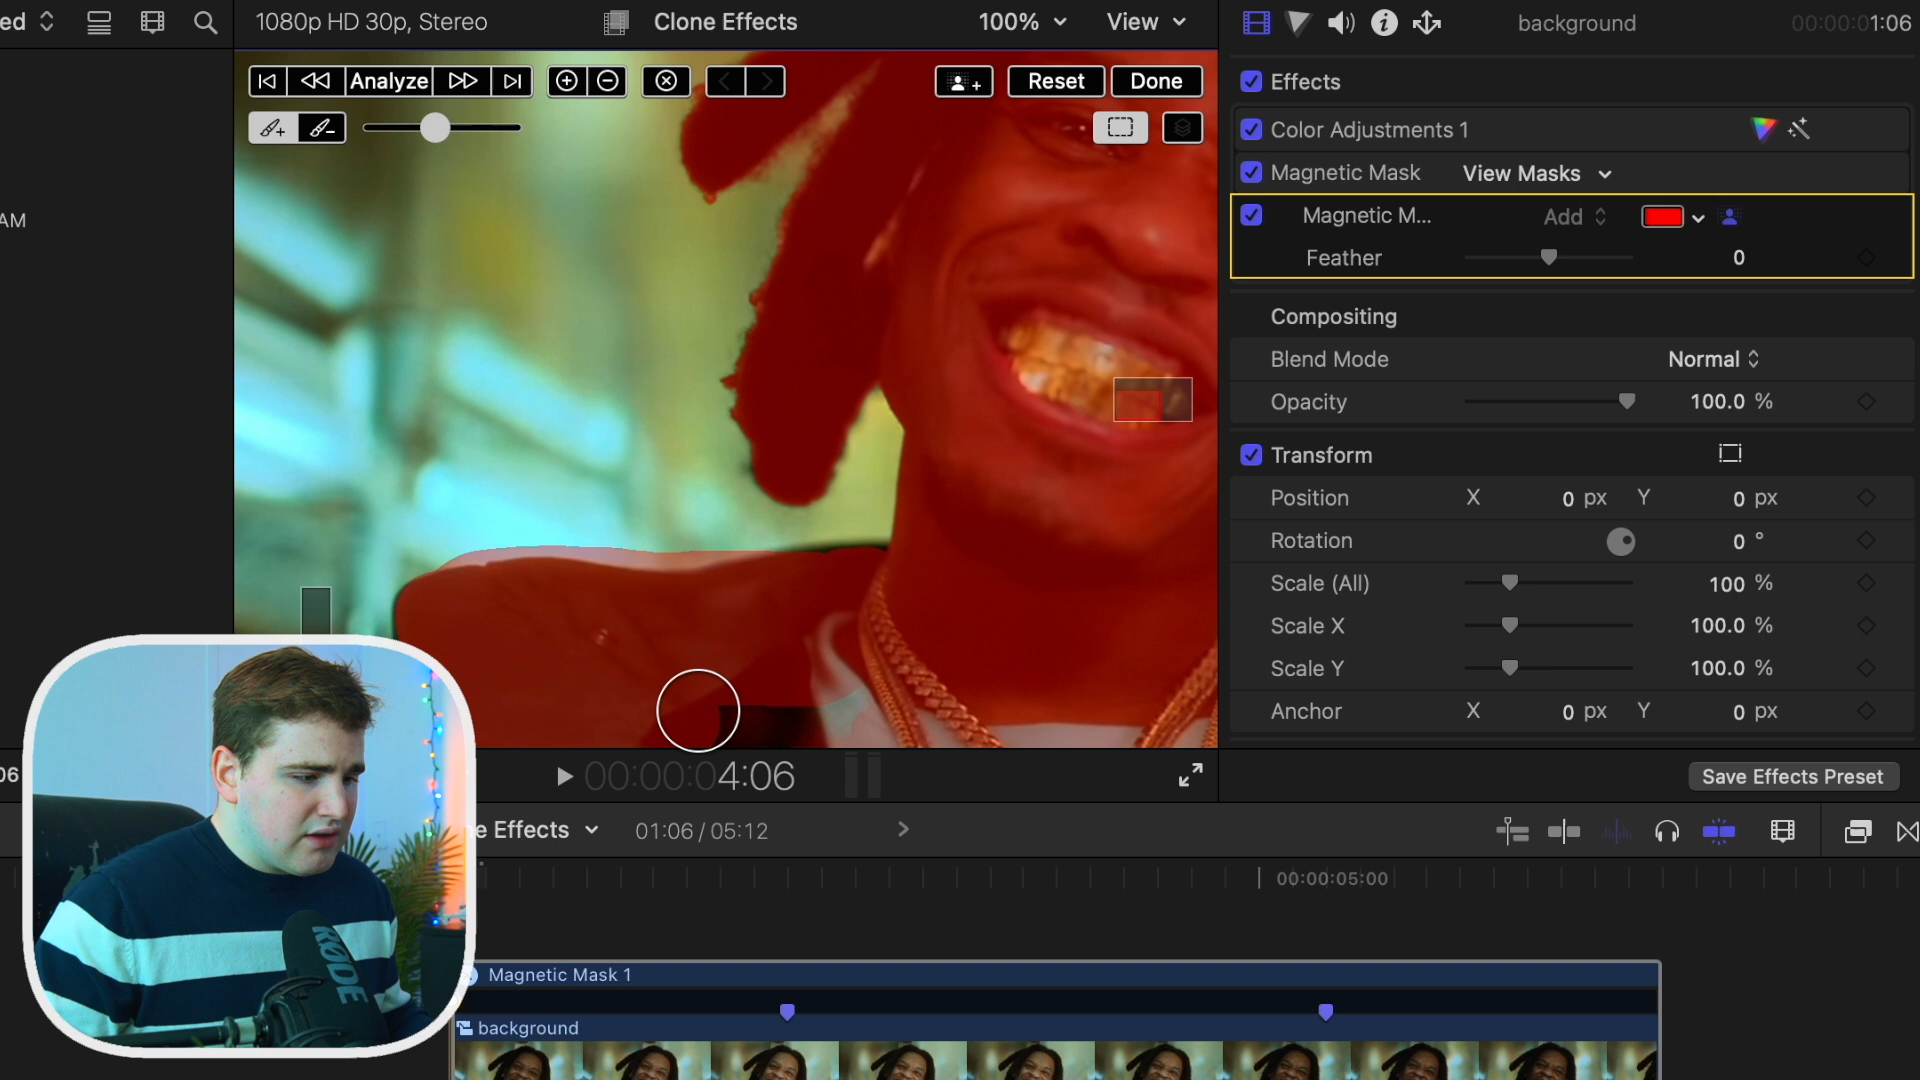 ed
1080p HD 30p, Stereo
Clone Effects
100%
View
background
00:00:01:06
Analyze
Reset
Done
Effects
Color Adjustments 1
Magnetic Mask
View Masks
Magnetic M...
Add
Feather
0
AM
Compositing
Blend Mode
Normal
Opacity
100.0 %
Transform
Position
X
0 px
Y
0 px
Rotation
0 °
Scale (All)
100 %
Scale X
100.0 %
Scale Y
100.0 %
Anchor
X
0 px
Y
0 px
06
00:00:04:06
Save Effects Preset
e Effects
01:06 / 05:12
00:00:05:00
RØDE
Magnetic Mask 1
background